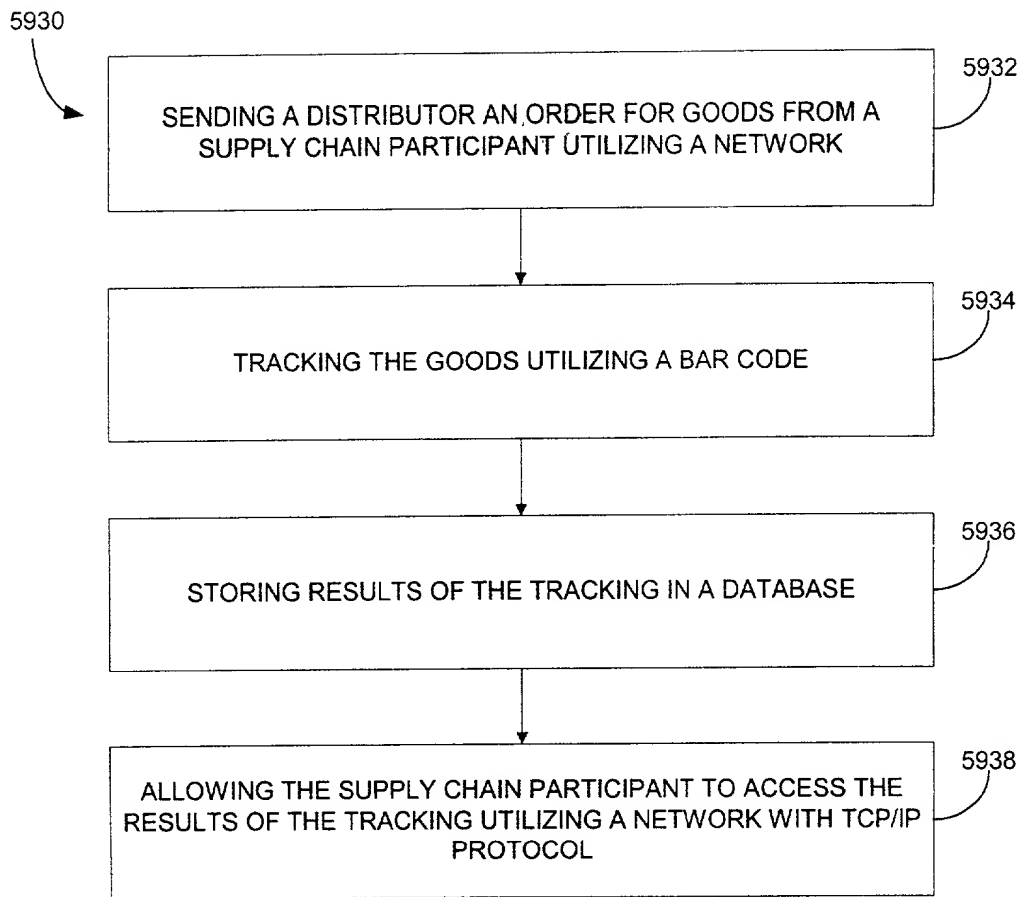 5930
5932
SENDING A DISTRIBUTOR AN ORDER FOR GOODS FROM A
SUPPLY CHAIN PARTICIPANT UTILIZING A NETWORK
5934
TRACKING THE GOODS UTILIZING A BAR CODE
5936
STORING RESULTS OF THE TRACKING IN A DATABASE
5938
ALLOWING THE SUPPLY CHAIN PARTICIPANT TO ACCESS THE
RESULTS OF THE TRACKING UTILIZING A NETWORK WITH TCP/IP
PROTOCOL